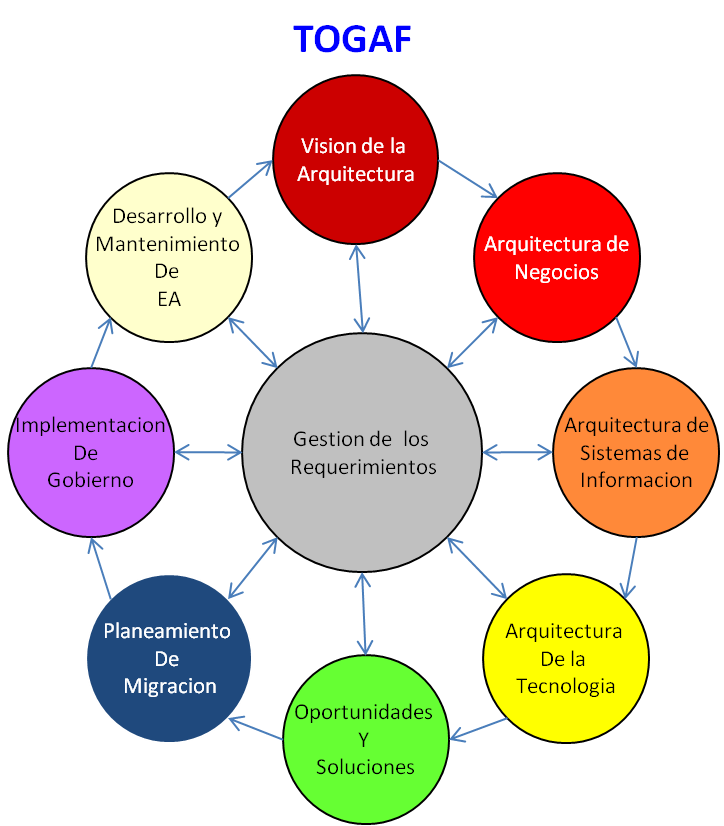 TOGAF
Vision de la
Arquitectura
Arquitectura de
Negocios
Arquitectura de
Sistemas de
Informacion
Arquitectura
De la
Tecnologia
Oportunidades
Y
Soluciones
Planeamiento
De
Migracion
Implementacion
De
Gobierno
Desarrollo y
Mantenimiento
De
EA
Gestion de los
Requerimientos